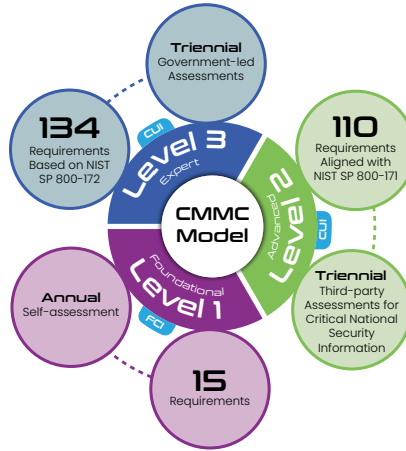 Triennial
Government-led
Assessments
134
Requirements
Based on NIST
SP 800-172
CUI
Level 3
Expert
110
Requirements
Aligned with
NIST SP 800-171
CMMC
Model
Advanced
Level 2
CUI
Triennial
Third-party
Assessments for
Critical National
Security
Information
Annual
Self-assessment
Foundational
Level 1
FCI
15
Requirements